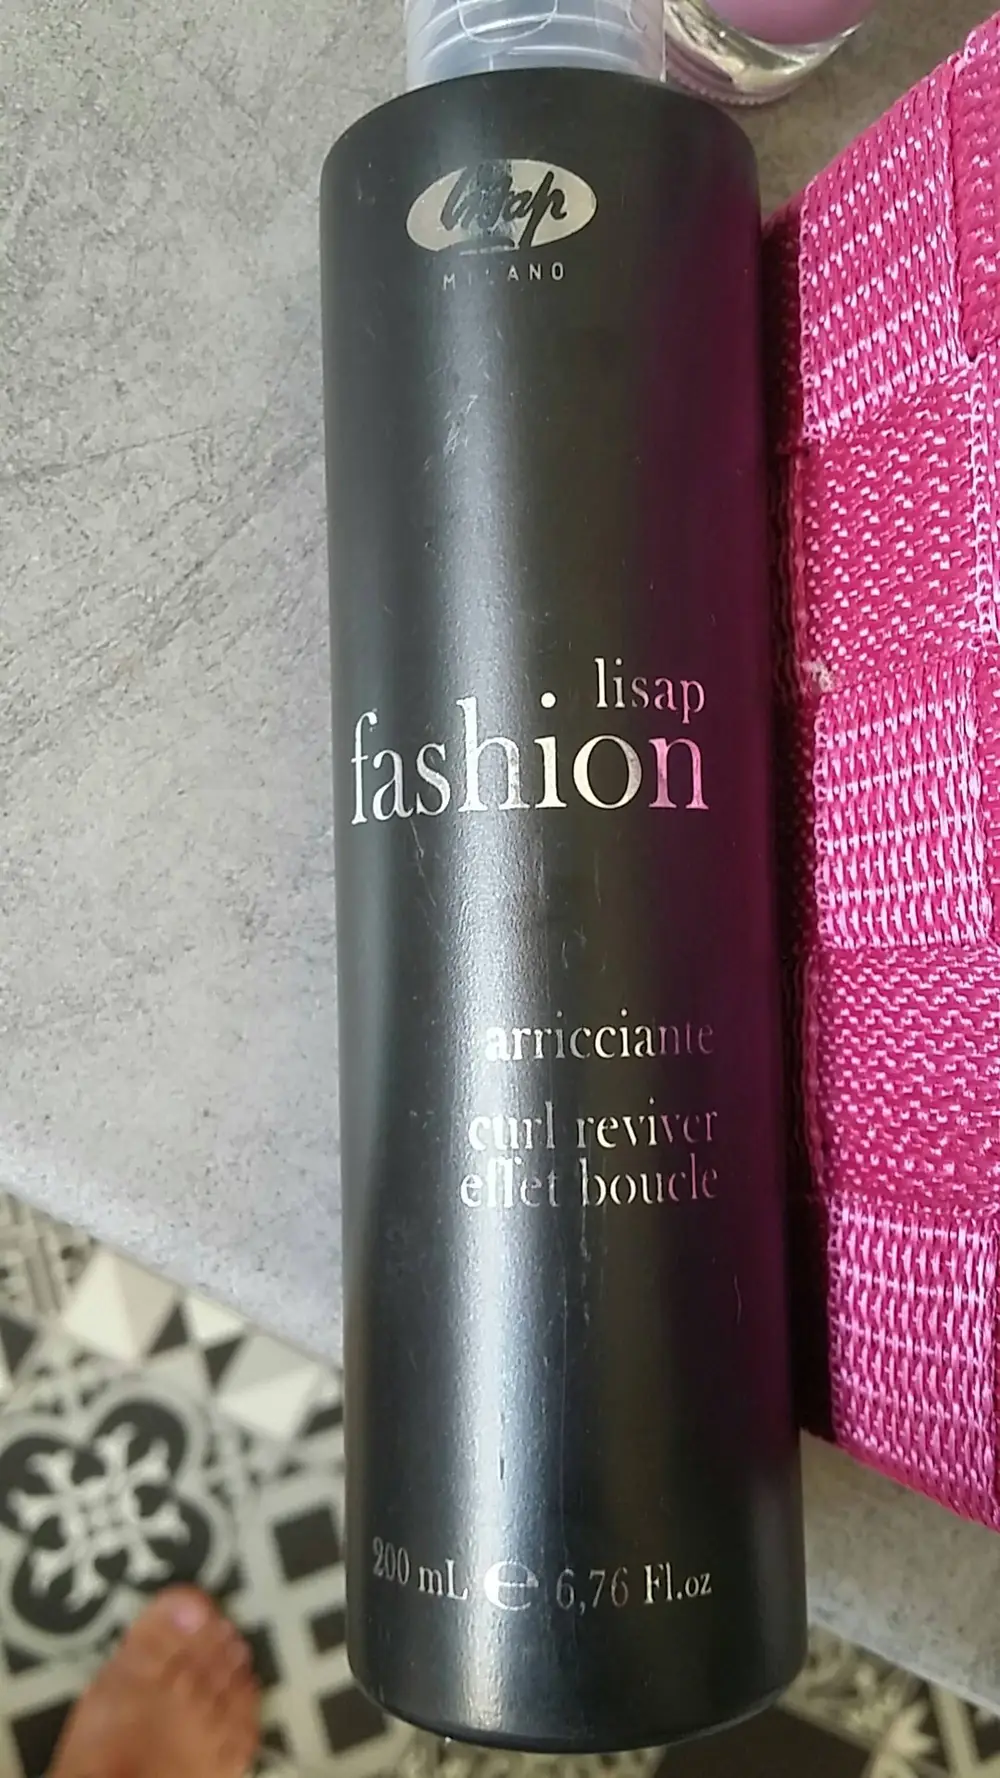 lisap
MILANO
lisap
fashion
arricciante
curl reviver
effet boucle
200 mL e 6,76 Fl.oz